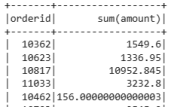 +-------+------------------+
|orderid|       sum(amount)|
+-------+------------------+
|  10362|            1549.6|
|  10623|           1336.95|
|  10817|         10952.845|
|  11033|            3232.8|
|  10462|156.00000000000003|